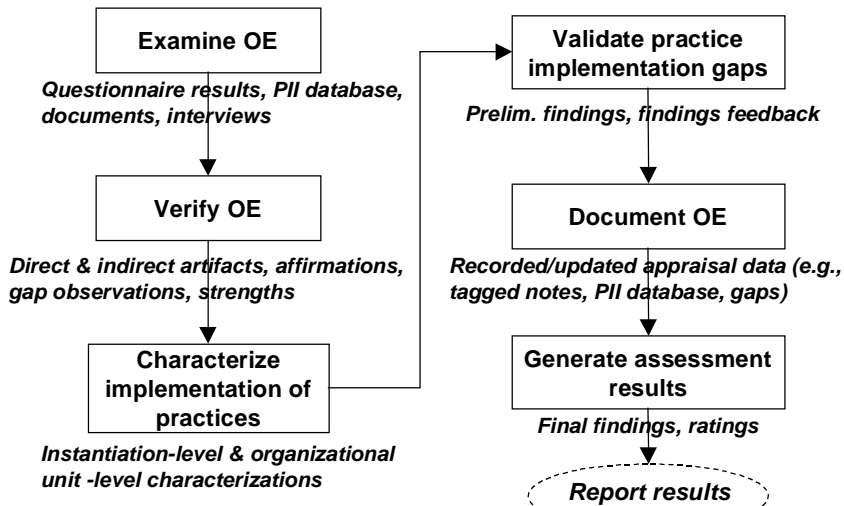 Examine OE
Questionnaire results, PII database,
documents, interviews
Verify OE
Direct & indirect artifacts, affirmations,
gap observations, strengths
Characterize
implementation of
practices
Instantiation-level & organizational
unit -level characterizations
Validate practice
implementation gaps
Prelim. findings, findings feedback
Document OE
Recorded/updated appraisal data (e.g.,
tagged notes, PII database, gaps)
Generate assessment
results
Final findings, ratings
Report results